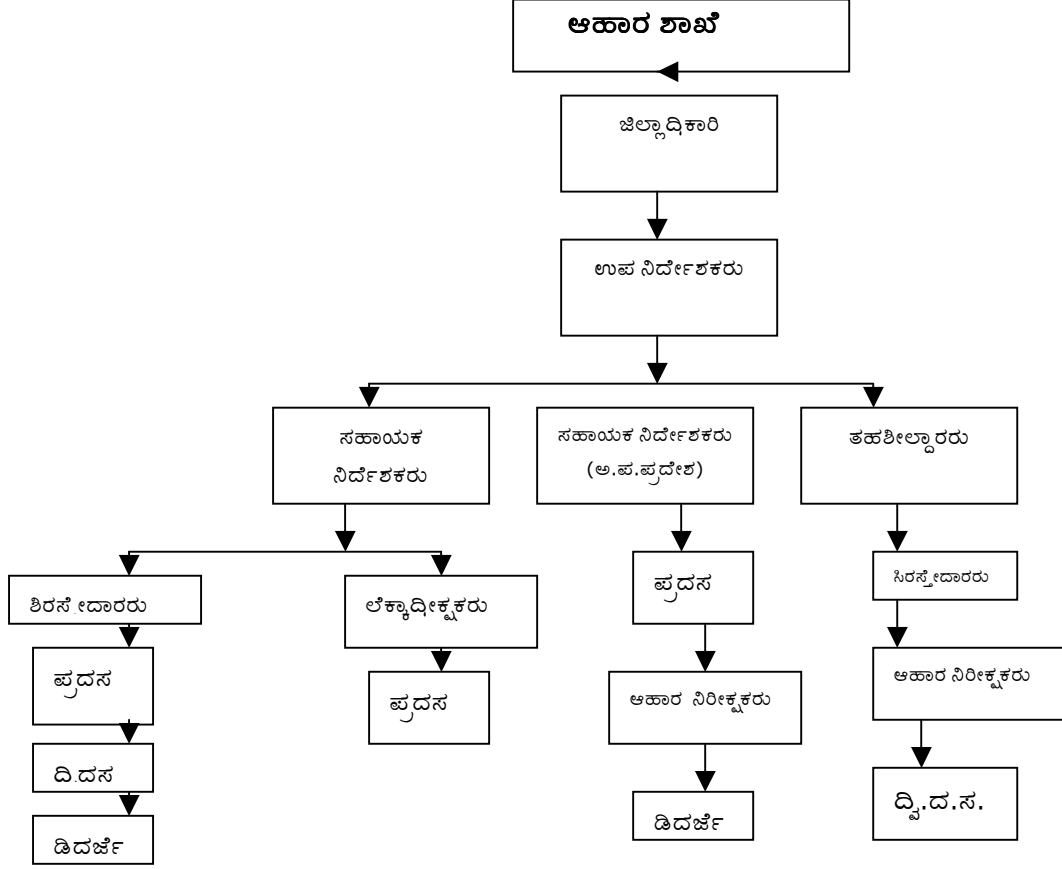 ಆಹಾರ ಶಾಖೆ
ಜಿಲ್ಲಾಧಿಕಾರಿ
ಉಪ ನಿರ್ದೇಶಕರು
ಸಹಾಯಕ
ನಿರ್ದೆಶಕರು
ಸಹಾಯಕ ನಿರ್ದೇಶಕರು
(ಅ.ಪ.ಪ್ರದೇಶ)
ತಹಶೀಲ್ದಾರರು
ಶಿರಸೇದಾರರು
ಲೆಕ್ಕಾಧೀಕ್ಷಕರು
ಪ್ರದಸ
ಸಿರಸ್ತೇದಾರರು
ಪ್ರದಸ
ಪ್ರದಸ
ಆಹಾರ ನಿರೀಕ್ಷಕರು
ಆಹಾರ ನಿರೀಕ್ಷಕರು
ದಿ.ದಸ
ಡಿದರ್ಜೆ
ಡಿದರ್ಜೆ
ದ್ವಿ.ದ.ಸ.